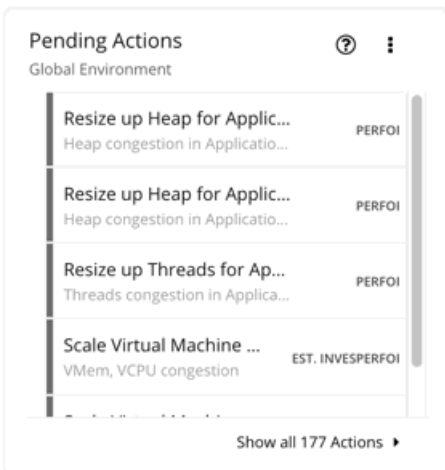 Pending Actions
Global Environment
Resize up Heap for Applic...
Heap congestion in Applicatio...
PERFOI
Resize up Heap for Applic...
Heap congestion in Applicatio...
PERFOI
Resize up Threads for Ap...
Threads congestion in Applica...
PERFOI
Scale Virtual Machine ...
VMem, VCPU congestion
EST. INVESPERFOI
Show all 177 Actions